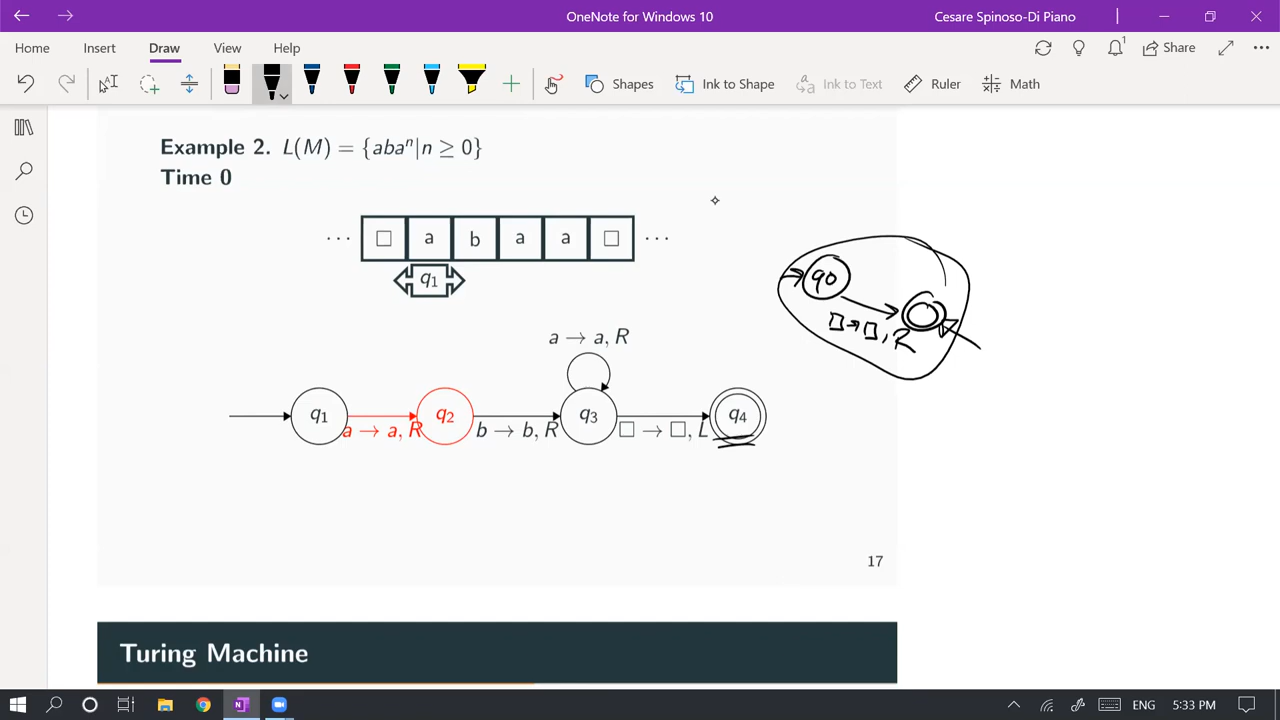 OneNote for Windows 10
Cesare Spinoso-Di Piano
Home Insert Draw View Help
1 Share
Shapes Ink to Shape Ink to Text Ruler Math
Example 2. L(M) = {abaⁿ|n ≥ 0}
Time 0
··· □ a b a a □ ···
q₁
q0
□→□, R
a → a, R
q₁ q₂ q₃ q₄
a → a, R b → b, R □ → □, L
17
Turing Machine
ENG 5:33 PM